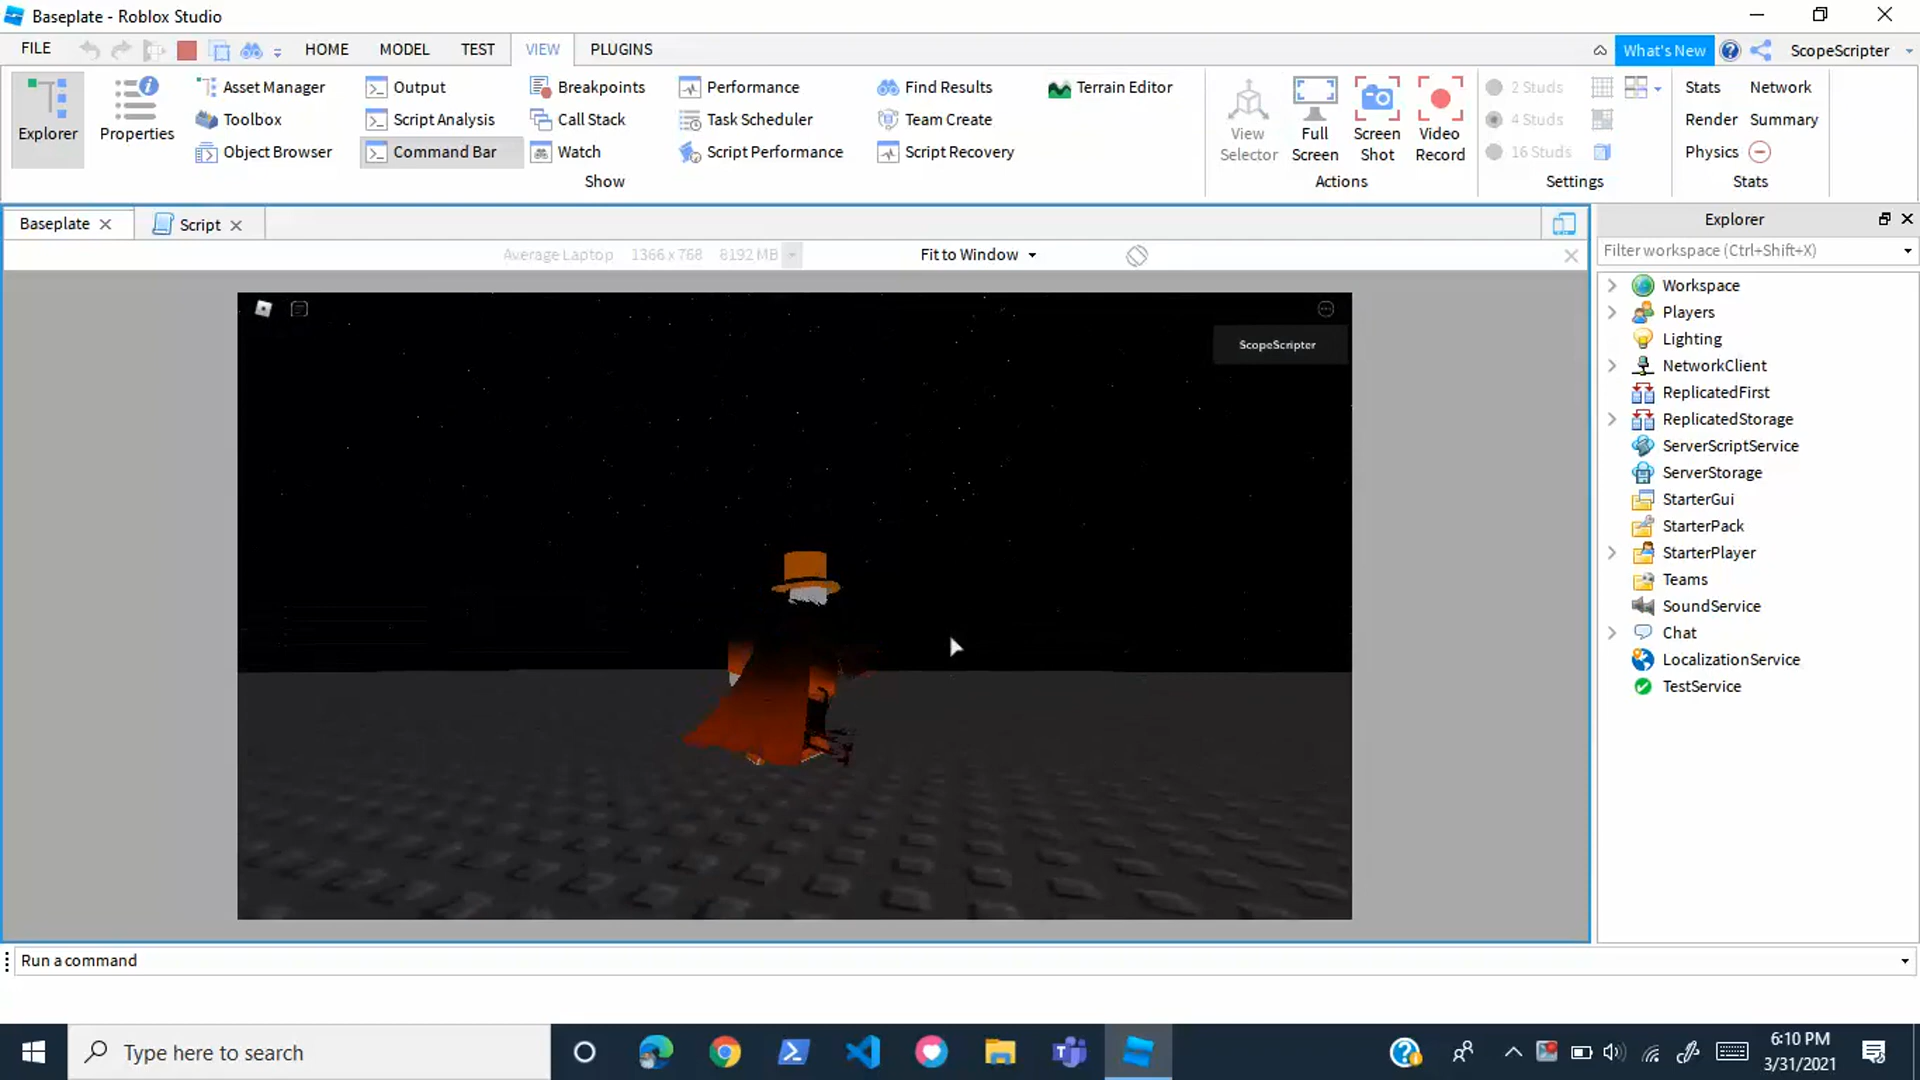 Baseplate - Roblox Studio
FILE HOME MODEL TEST VIEW PLUGINS What's New ScopeScripter
Explorer
Properties
Asset Manager
Toolbox
Object Browser
Output
Script Analysis
Command Bar
Breakpoints
Call Stack
Watch
Performance
Task Scheduler
Script Performance
Find Results
Team Create
Script Recovery
Terrain Editor
Show
View Selector
Full Screen
Screen Shot
Video Record
Actions
2 Studs
4 Studs
16 Studs
Settings
Stats Network
Render Summary
Physics
Stats
Baseplate Script
Average Laptop 1366x768 8192 MB Fit to Window
ScopeScripter
Explorer
Filter workspace (Ctrl+Shift+X)
Workspace
Players
Lighting
NetworkClient
ReplicatedFirst
ReplicatedStorage
ServerScriptService
ServerStorage
StarterGui
StarterPack
StarterPlayer
Teams
SoundService
Chat
LocalizationService
TestService
Run a command
Type here to search
6:10 PM
3/31/2021